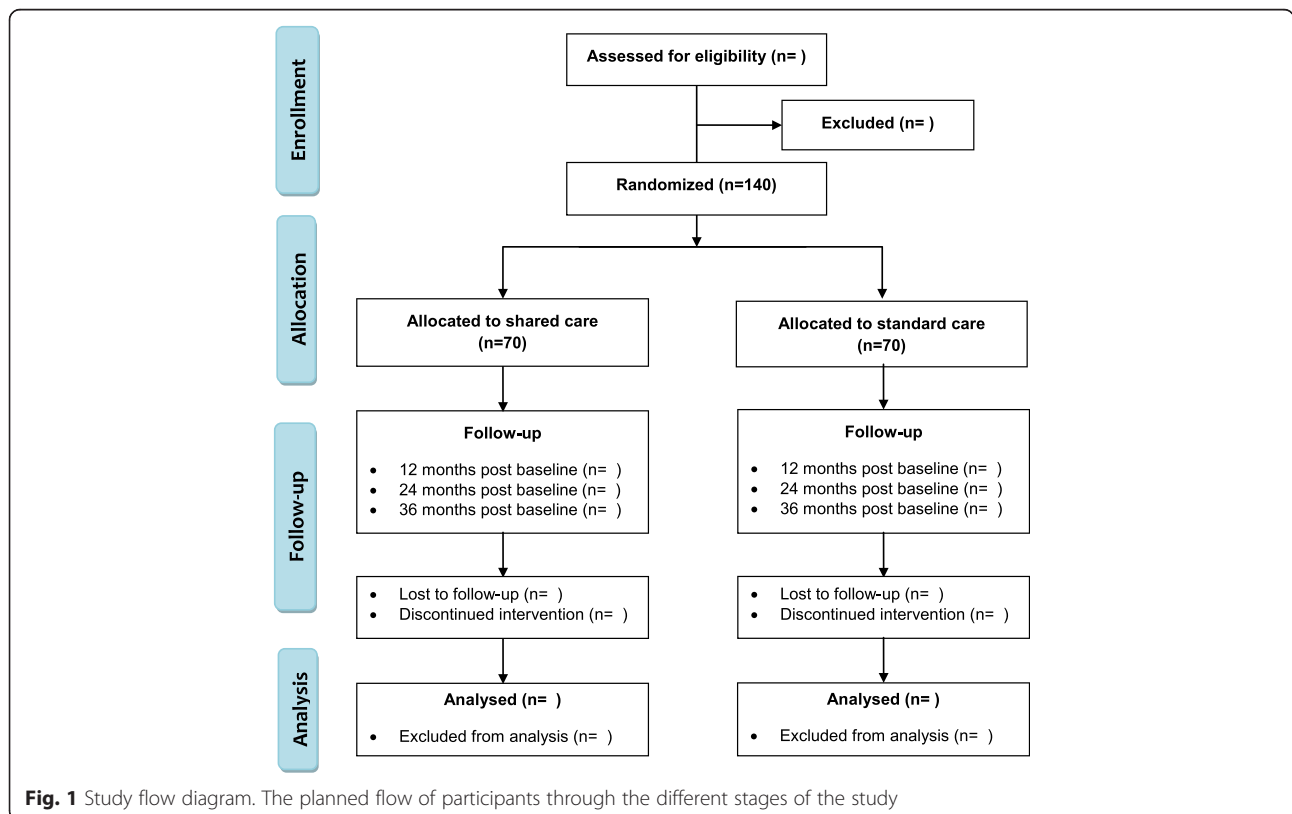 Enrollment
Assessed for eligibility (n= )
Excluded (n= )
Randomized (n=140)
Allocation
Allocated to shared care
(n=70)
Allocated to standard care
(n=70)
Follow-up
Follow-up
• 12 months post baseline (n=  )
• 24 months post baseline (n=  )
• 36 months post baseline (n=  )
Follow-up
• 12 months post baseline (n=  )
• 24 months post baseline (n=  )
• 36 months post baseline (n=  )
• Lost to follow-up (n=  )
• Discontinued intervention (n=  )
• Lost to follow-up (n=  )
• Discontinued intervention (n=  )
Analysis
Analysed (n=  )
• Excluded from analysis (n=  )
Analysed (n= )
• Excluded from analysis (n=  )
Fig. 1 Study flow diagram. The planned flow of participants through the different stages of the study